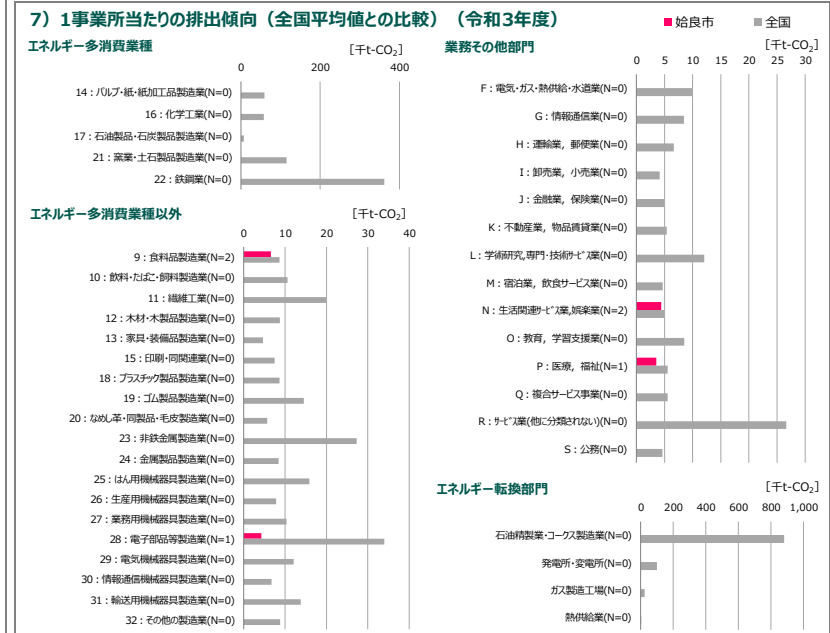 7）1事業所当たりの排出傾向（全国平均値との比較）（令和3年度）
■姶良市 ■全国
エネルギー多消費業種
[千t-CO₂]
0 200 400
14：パルプ・紙・紙加工品製造業(N=0)
16：化学工業(N=0)
17：石油製品・石炭製品製造業(N=0)
21：窯業・土石製品製造業(N=0)
22：鉄鋼業(N=0)
エネルギー多消費業種以外
[千t-CO₂]
0 10 20 30 40
9：食料品製造業(N=2)
10：飲料・たばこ・飼料製造業(N=0)
11：繊維工業(N=0)
12：木材・木製品製造業(N=0)
13：家具・装備品製造業(N=0)
15：印刷・同関連業(N=0)
18：プラスチック製品製造業(N=0)
19：ゴム製品製造業(N=0)
20：なめし革・同製品・毛皮製造業(N=0)
23：非鉄金属製造業(N=0)
24：金属製品製造業(N=0)
25：はん用機械器具製造業(N=0)
26：生産用機械器具製造業(N=0)
27：業務用機械器具製造業(N=0)
28：電子部品等製造業(N=1)
29：電気機械器具製造業(N=0)
30：情報通信機械器具製造業(N=0)
31：輸送用機械器具製造業(N=0)
32：その他の製造業(N=0)
業務その他部門
[千t-CO₂]
0 5 10 15 20 25 30
F：電気・ガス・熱供給・水道業(N=0)
G：情報通信業(N=0)
H：運輸業，郵便業(N=0)
I：卸売業，小売業(N=0)
J：金融業，保険業(N=0)
K：不動産業，物品賃貸業(N=0)
L：学術研究,専門・技術ｻｰﾋﾞｽ業(N=0)
M：宿泊業，飲食サービス業(N=0)
N：生活関連ｻｰﾋﾞｽ業,娯楽業(N=2)
O：教育，学習支援業(N=0)
P：医療，福祉(N=1)
Q：複合サービス事業(N=0)
R：ｻｰﾋﾞｽ業(他に分類されない)(N=0)
S：公務(N=0)
エネルギー転換部門
[千t-CO₂]
0 200 400 600 800 1,000
石油精製業・コークス製造業(N=0)
発電所・変電所(N=0)
ガス製造工場(N=0)
熱供給業(N=0)